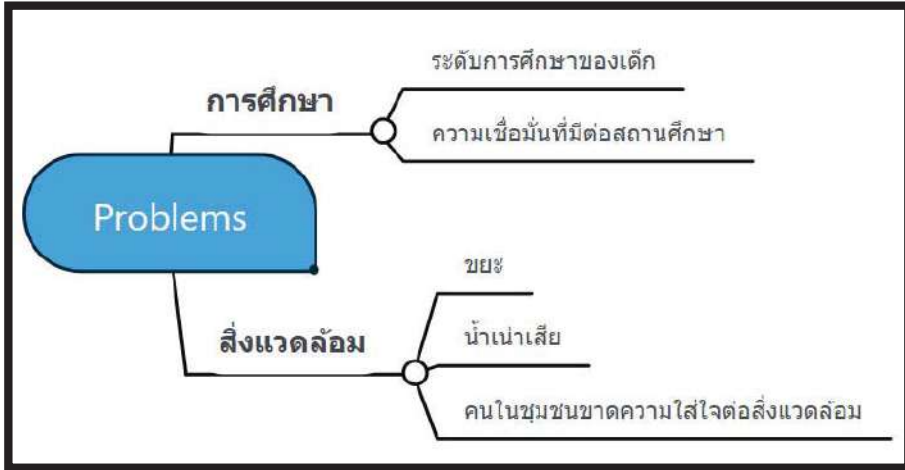 ระดับการศึกษาของเด็ก
การศึกษา
ความเชื่อมั่นที่มีต่อสถานศึกษา
Problems
ขยะ
สิ่งแวดล้อม
น้ำเน่าเสีย
คนในชุมชนขาดความใส่ใจต่อสิ่งแวดล้อม